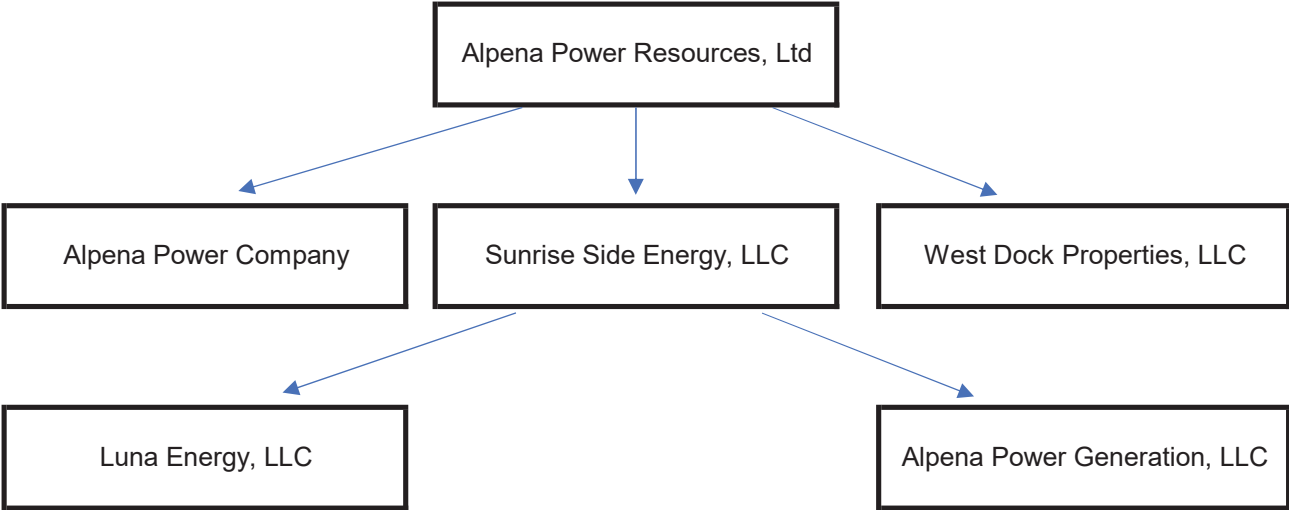 Alpena Power Resources, Ltd
Alpena Power Company
Sunrise Side Energy, LLC
West Dock Properties, LLC
Luna Energy, LLC
Alpena Power Generation, LLC